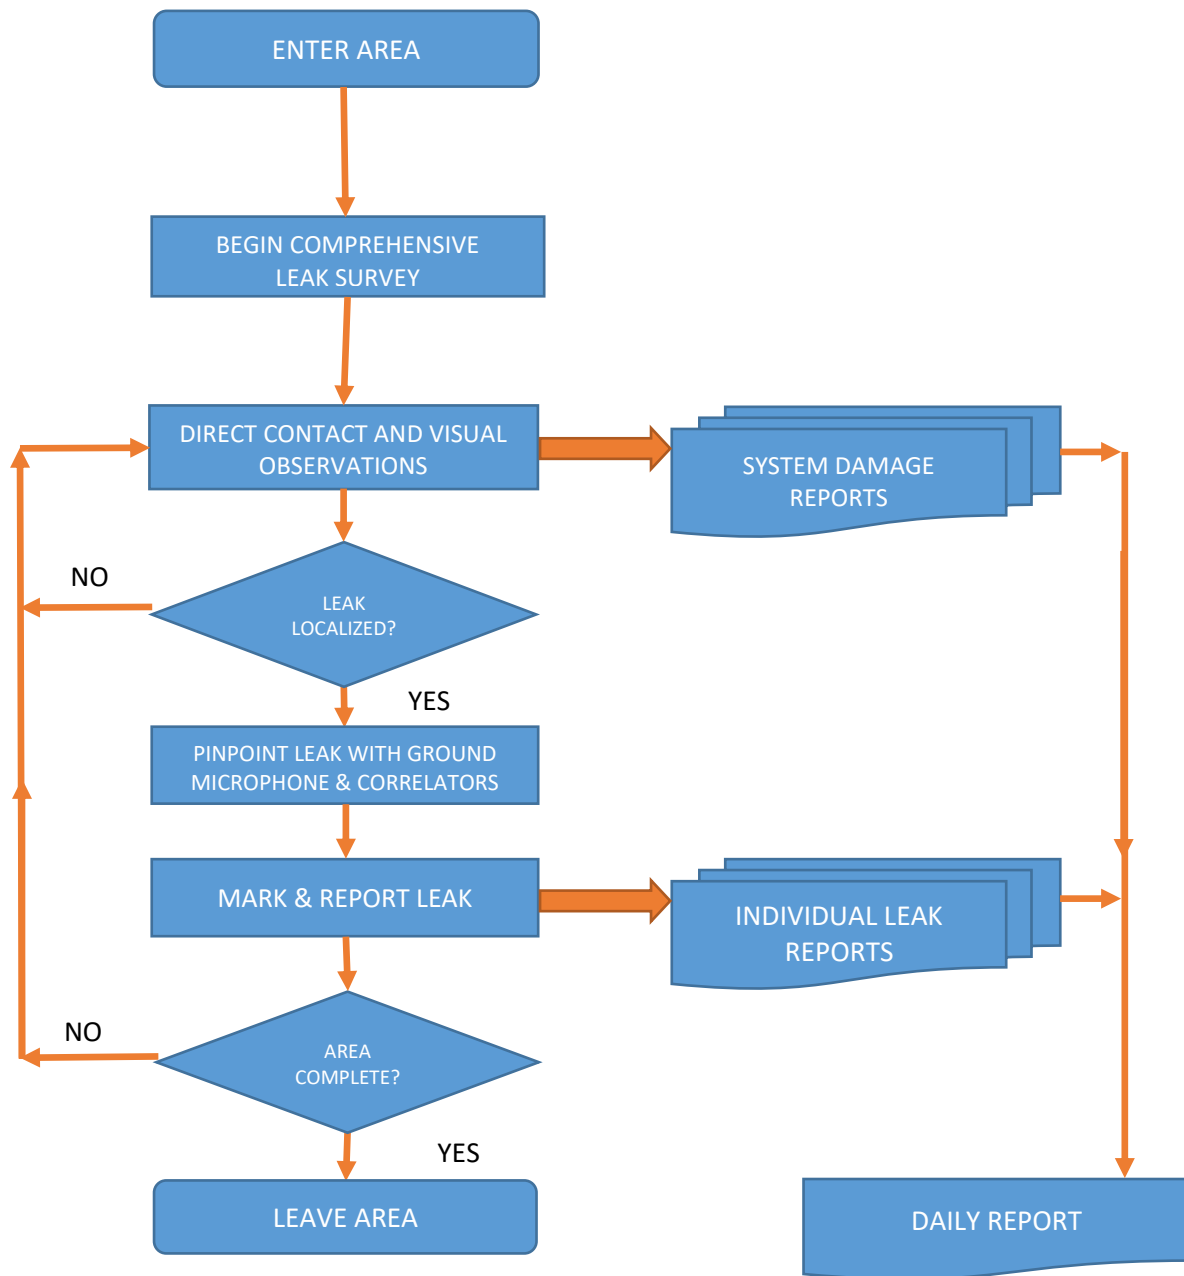 ENTER AREA
BEGIN COMPREHENSIVE
LEAK SURVEY
DIRECT CONTACT AND VISUAL
OBSERVATIONS
SYSTEM DAMAGE
REPORTS
NO
LEAK
LOCALIZED?
YES
PINPOINT LEAK WITH GROUND
MICROPHONE & CORRELATORS
MARK & REPORT LEAK
INDIVIDUAL LEAK
REPORTS
NO
AREA
COMPLETE?
YES
LEAVE AREA
DAILY REPORT